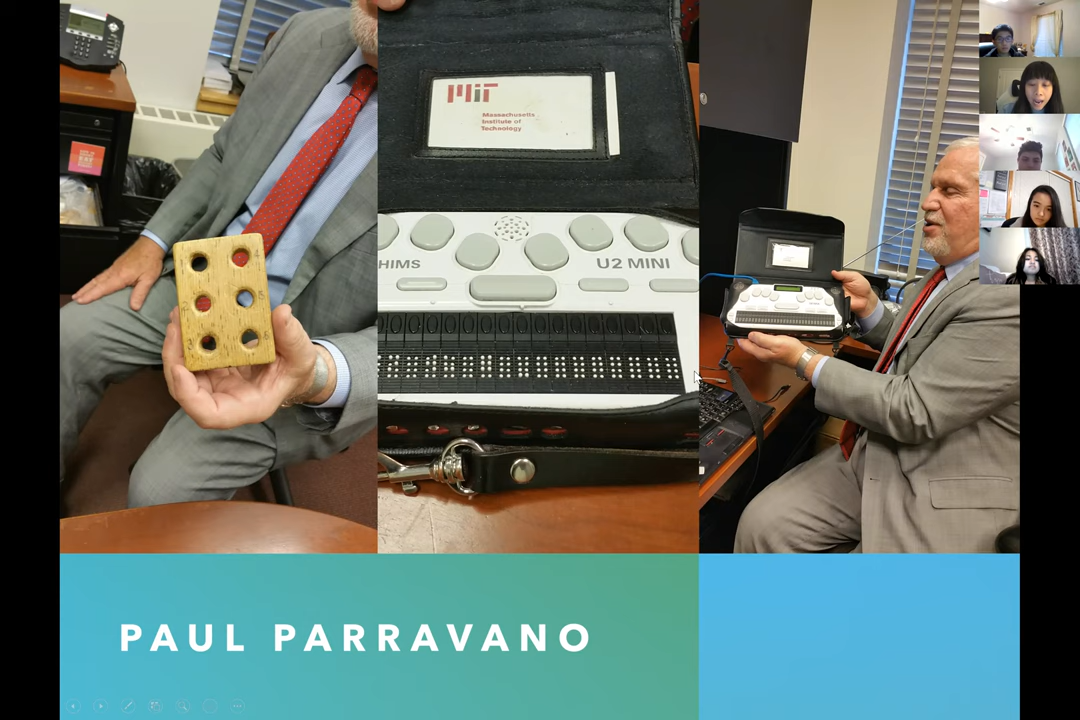 MIT
Massachusetts
Institute of
Technology
HIMS
U2 MINI
PAUL PARRAVANO